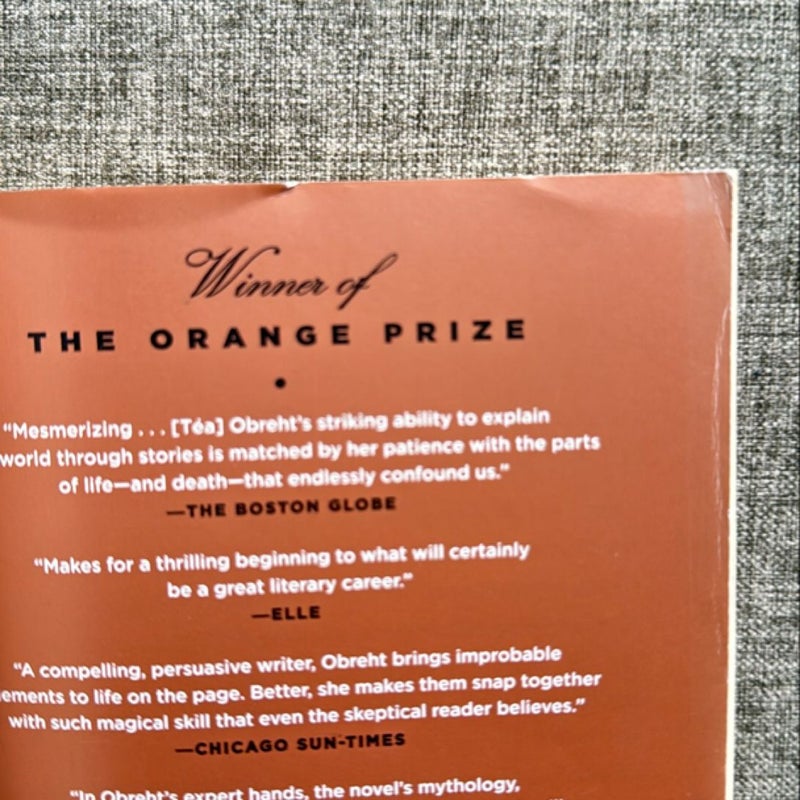 Winner of
THE ORANGE PRIZE
•
“Mesmerizing . . . [Téa] Obreht’s striking ability to explain
world through stories is matched by her patience with the parts
of life—and death—that endlessly confound us.”
—THE BOSTON GLOBE
“Makes for a thrilling beginning to what will certainly
be a great literary career.”
—ELLE
“A compelling, persuasive writer, Obreht brings improbable
ements to life on the page. Better, she makes them snap together
with such magical skill that even the skeptical reader believes.”
—CHICAGO SUN-TIMES
“In Obreht’s expert hands, the novel’s mythology,